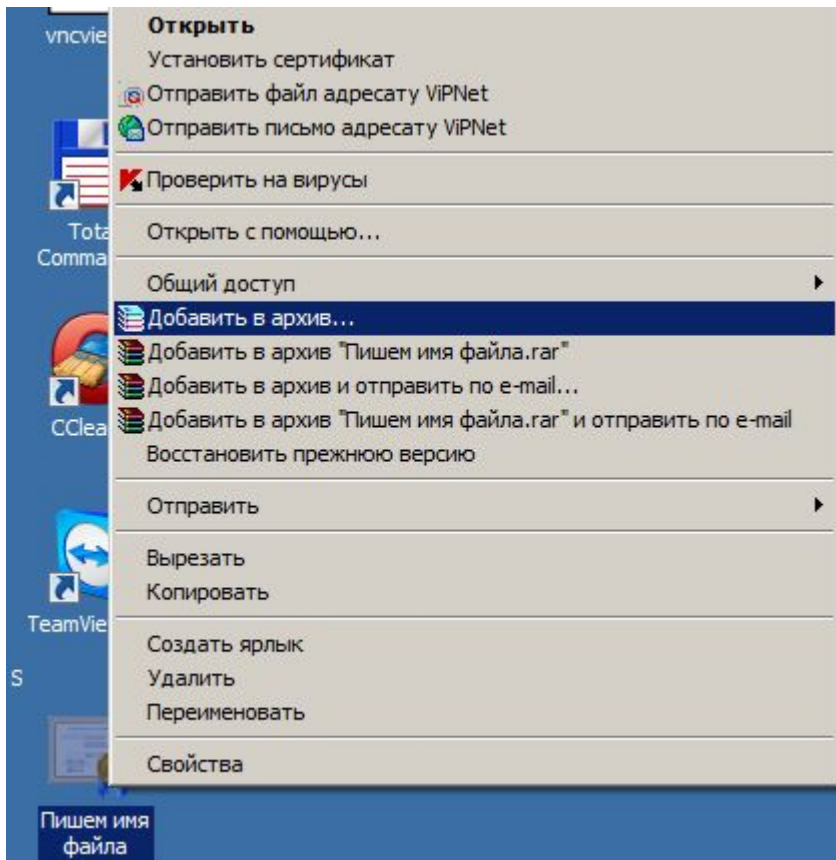 vncvie
Открыть
Установить сертификат
Отправить файл адресату ViPNet
Отправить письмо адресату ViPNet
Проверить на вирусы
Tota
Comma
Открыть с помощью...
Общий доступ
Добавить в архив...
Добавить в архив "Пишем имя файла.rar"
Добавить в архив и отправить по e-mail...
CClea
Добавить в архив "Пишем имя файла.rar" и отправить по e-mail
Восстановить прежнюю версию
Отправить
Вырезать
Копировать
TeamVie
Создать ярлык
S
Удалить
Переименовать
Свойства
Пишем имя
файла